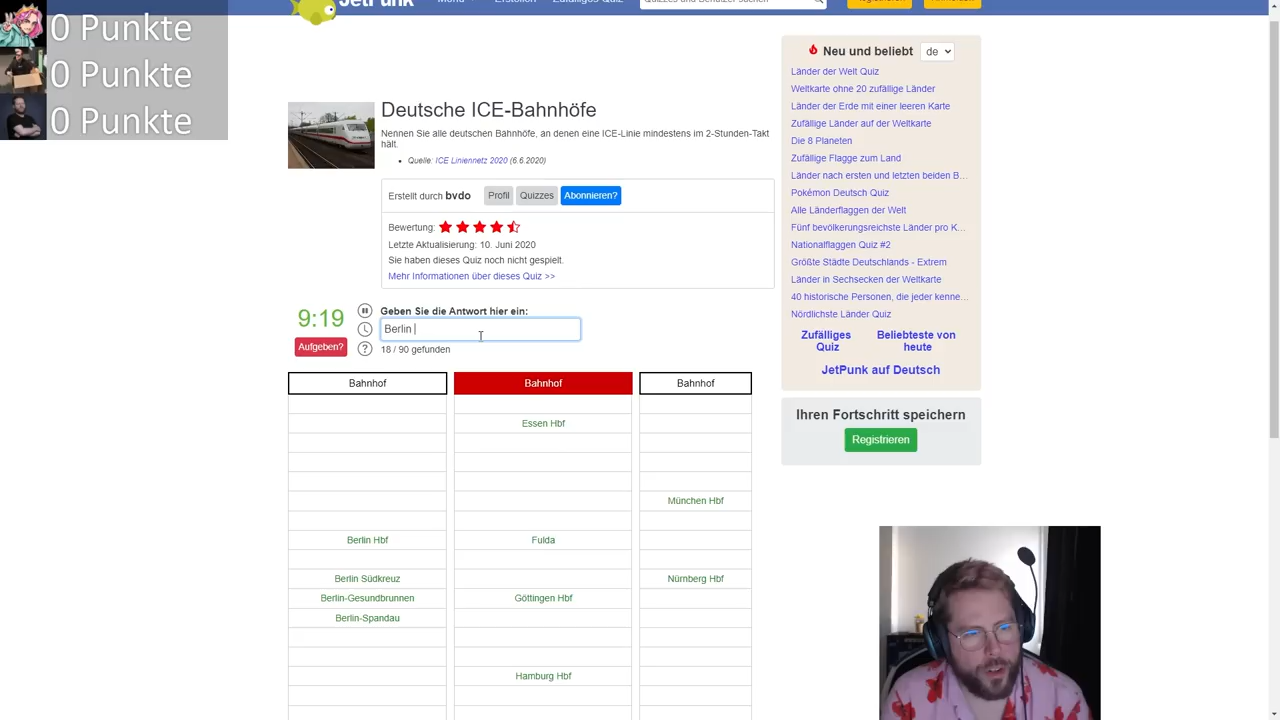 0 Punkte
0 Punkte
0 Punkte
JetPunk
Erstellen
Zufälliges Quiz
Quizzes und Benutzer suchen
Deutsche ICE-Bahnhöfe
Nennen Sie alle deutschen Bahnhöfe, an denen eine ICE-Linie mindestens im 2-Stunden-Takt
hält.
Quelle: ICE Liniennetz 2020 (6.6.2020)
Erstellt durch bvdo Profil Quizzes Abonnieren?
Bewertung:
Letzte Aktualisierung: 10. Juni 2020
Sie haben dieses Quiz noch nicht gespielt.
Mehr Informationen über dieses Quiz >>
9:19
Aufgeben?
Geben Sie die Antwort hier ein:
Berlin
18 / 90 gefunden
Bahnhof Bahnhof Bahnhof
Essen Hbf
München Hbf
Berlin Hbf Fulda
Berlin Südkreuz Nürnberg Hbf
Berlin-Gesundbrunnen Göttingen Hbf
Berlin-Spandau
Hamburg Hbf
Neu und beliebt de
Länder der Welt Quiz
Weltkarte ohne 20 zufällige Länder
Länder der Erde mit einer leeren Karte
Zufällige Länder auf der Weltkarte
Die 8 Planeten
Zufällige Flagge zum Land
Länder nach ersten und letzten beiden B...
Pokémon Deutsch Quiz
Alle Länderflaggen der Welt
Fünf bevölkerungsreichste Länder pro K...
Nationalflaggen Quiz #2
Größte Städte Deutschlands - Extrem
Länder in Sechsecken der Weltkarte
40 historische Personen, die jeder kenne...
Nördlichste Länder Quiz
Zufälliges
Quiz
Beliebteste von
heute
JetPunk auf Deutsch
Ihren Fortschritt speichern
Registrieren